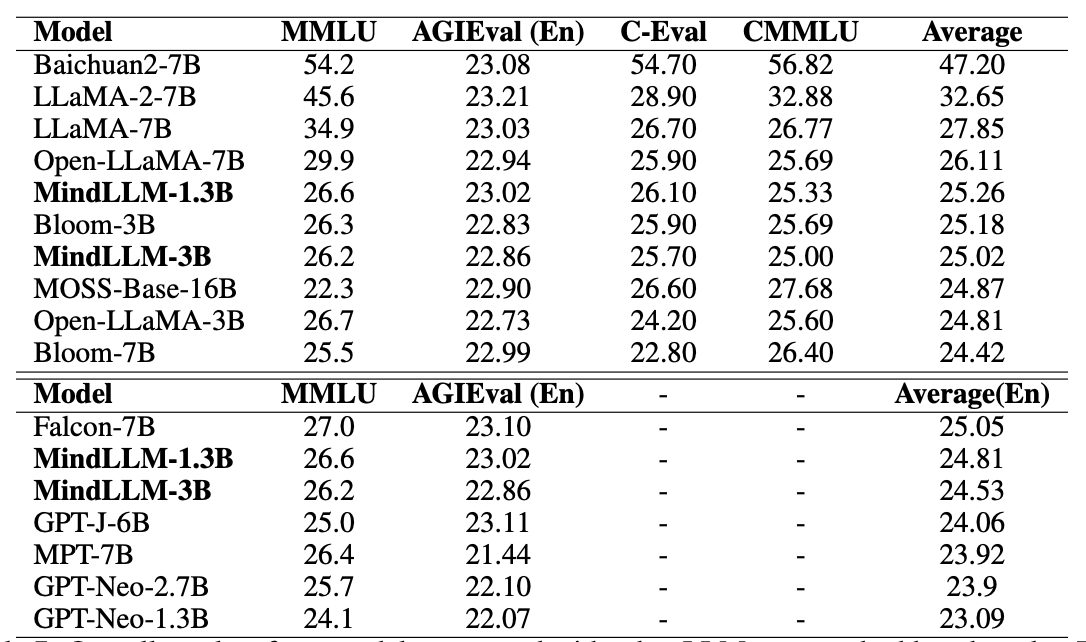 Model MMLU AGIEval (En) C-Eval CMMLU Average
Baichuan2-7B 54.2 23.08 54.70 56.82 47.20
LLaMA-2-7B 45.6 23.21 28.90 32.88 32.65
LLaMA-7B 34.9 23.03 26.70 26.77 27.85
Open-LLaMA-7B 29.9 22.94 25.90 25.69 26.11
MindLLM-1.3B 26.6 23.02 26.10 25.33 25.26
Bloom-3B 26.3 22.83 25.90 25.69 25.18
MindLLM-3B 26.2 22.86 25.70 25.00 25.02
MOSS-Base-16B 22.3 22.90 26.60 27.68 24.87
Open-LLaMA-3B 26.7 22.73 24.20 25.60 24.81
Bloom-7B 25.5 22.99 22.80 26.40 24.42
Model MMLU AGIEval (En) - - Average(En)
Falcon-7B 27.0 23.10 - - 25.05
MindLLM-1.3B 26.6 23.02 - - 24.81
MindLLM-3B 26.2 22.86 - - 24.53
GPT-J-6B 25.0 23.11 - - 24.06
MPT-7B 26.4 21.44 - - 23.92
GPT-Neo-2.7B 25.7 22.10 - - 23.9
GPT-Neo-1.3B 24.1 22.07 - - 23.09